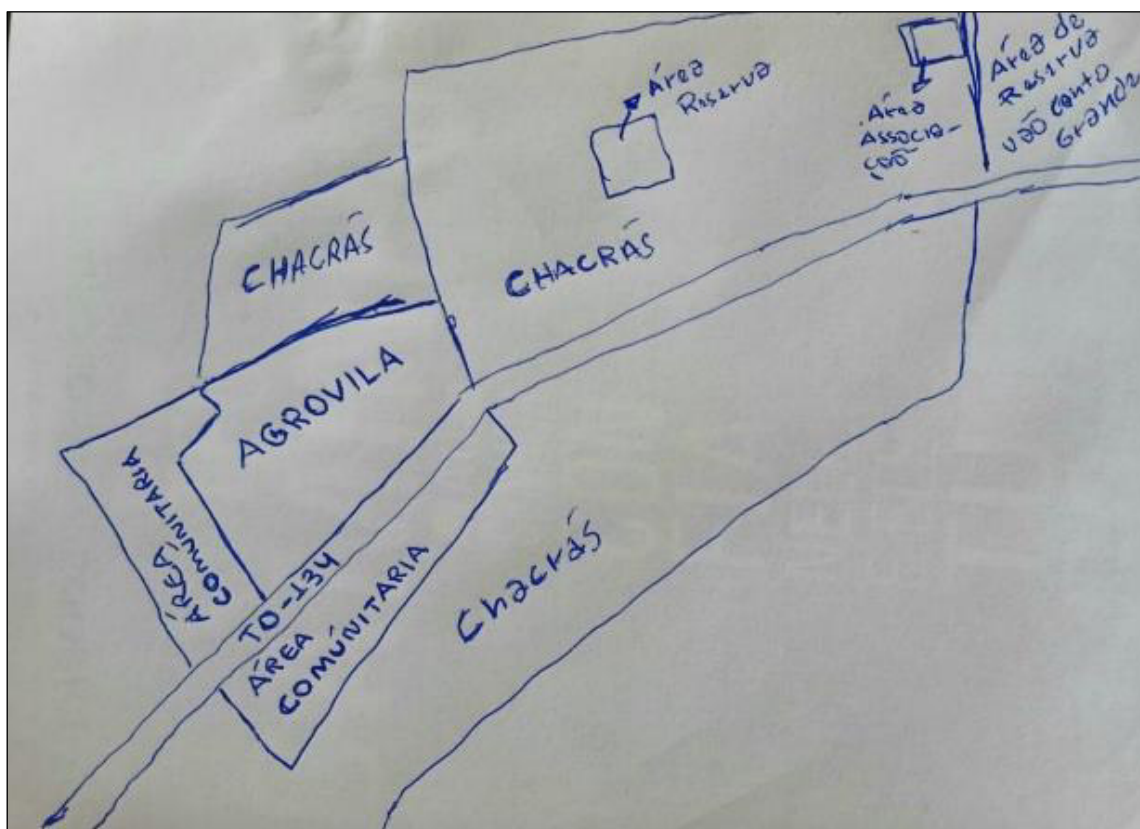 Área
Reserva
Área
Associa-
ção
Área de
Reserva
vão canto
Grande
CHACRÁS
CHACRÁS
AGROVILA
ÁREA
COMUNITARIA
TO-134
ÁREA
COMÚNITARIA
Chacrás